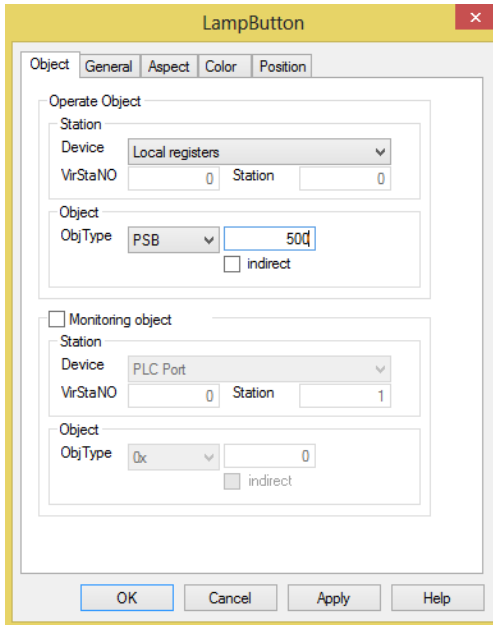 LampButton
Object General Aspect Color Position
Operate Object
Station
Device Local registers
VirStaNO 0 Station 0
Object
ObjType PSB 500
indirect
Monitoring object
Station
Device PLC Port
VirStaNO 0 Station 1
Object
ObjType 0x 0
indirect
OK Cancel Apply Help